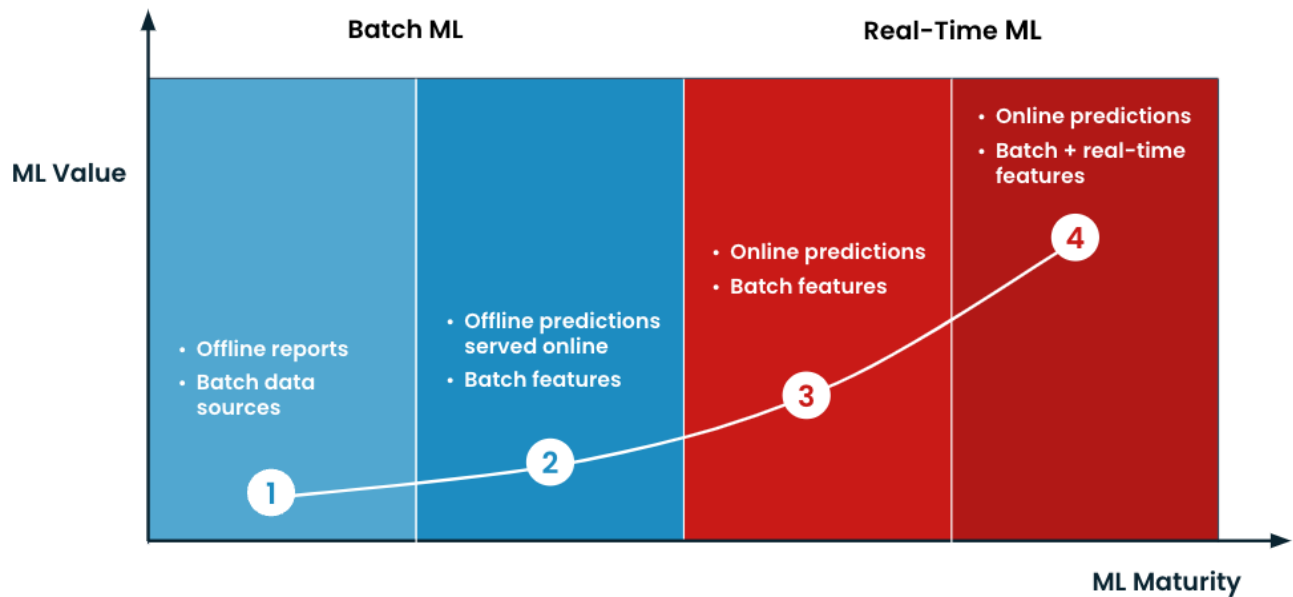 Batch ML
Real-Time ML
ML Value
• Offline reports
• Batch data
sources
1
• Offline predictions
served online
• Batch features
2
• Online predictions
• Batch features
3
• Online predictions
• Batch + real-time
features
4
ML Maturity